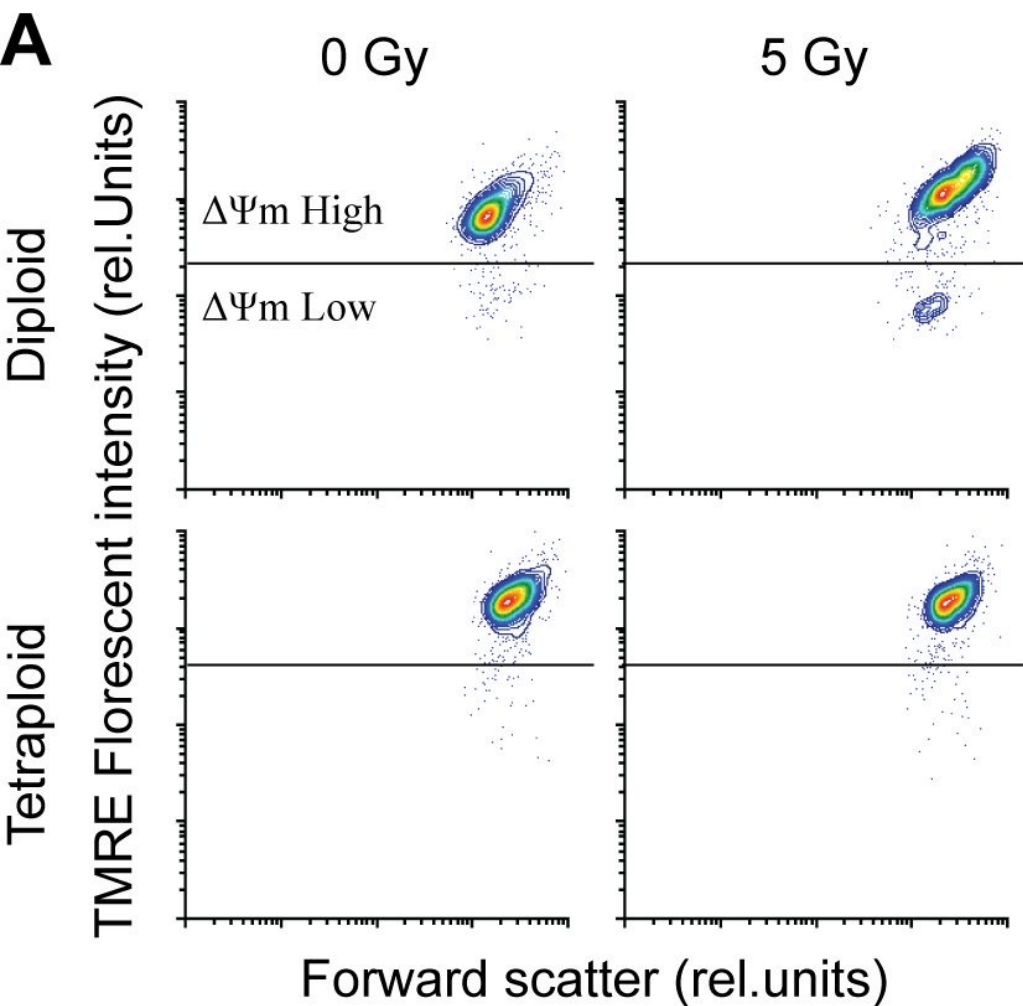 A
0 Gy
5 Gy
Diploid
Tetraploid
TMRE Florescent intensity (rel.Units)
ΔΨm High
ΔΨm Low
Forward scatter (rel.units)